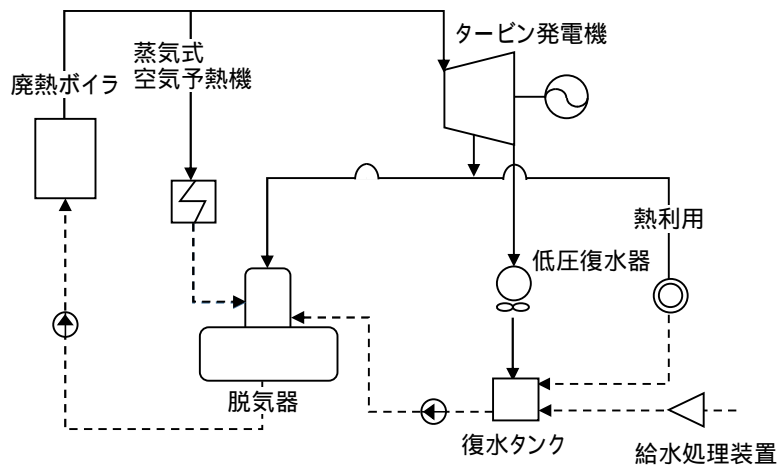 タービン発電機
蒸気式
空気予熱機
廃熱ボイラ
熱利用
低圧復水器
脱気器
復水タンク
給水処理装置